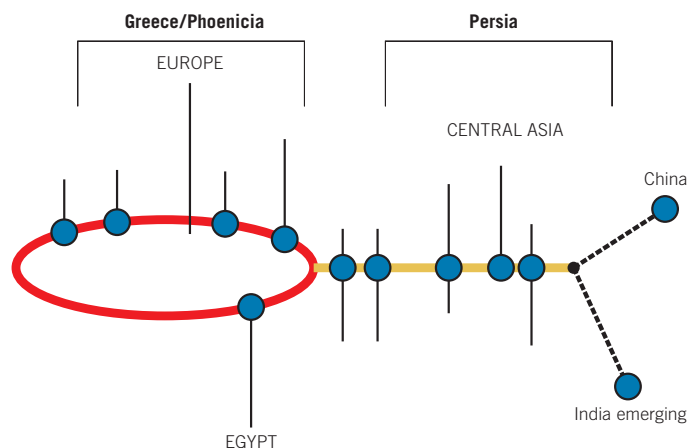 Greece/Phoenicia
Persia
EUROPE
CENTRAL ASIA
China
India emerging
EGYPT